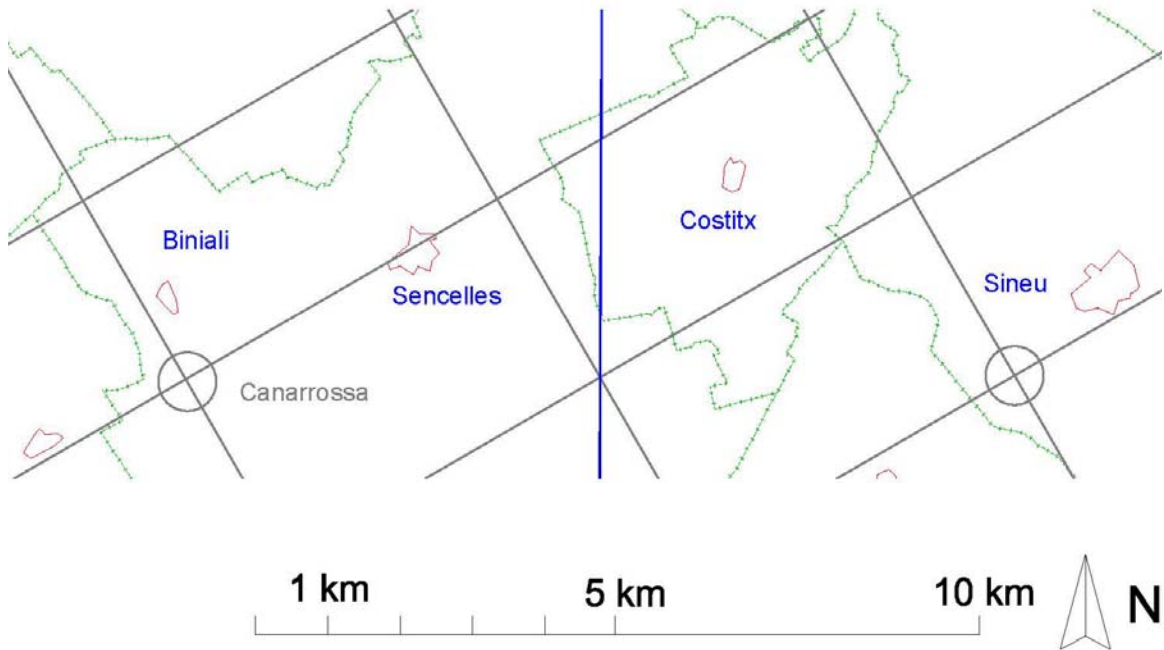 Costitx
Biniali
Sineu
Sencelles
Canarrossa
1 km
5 km
10 km
N